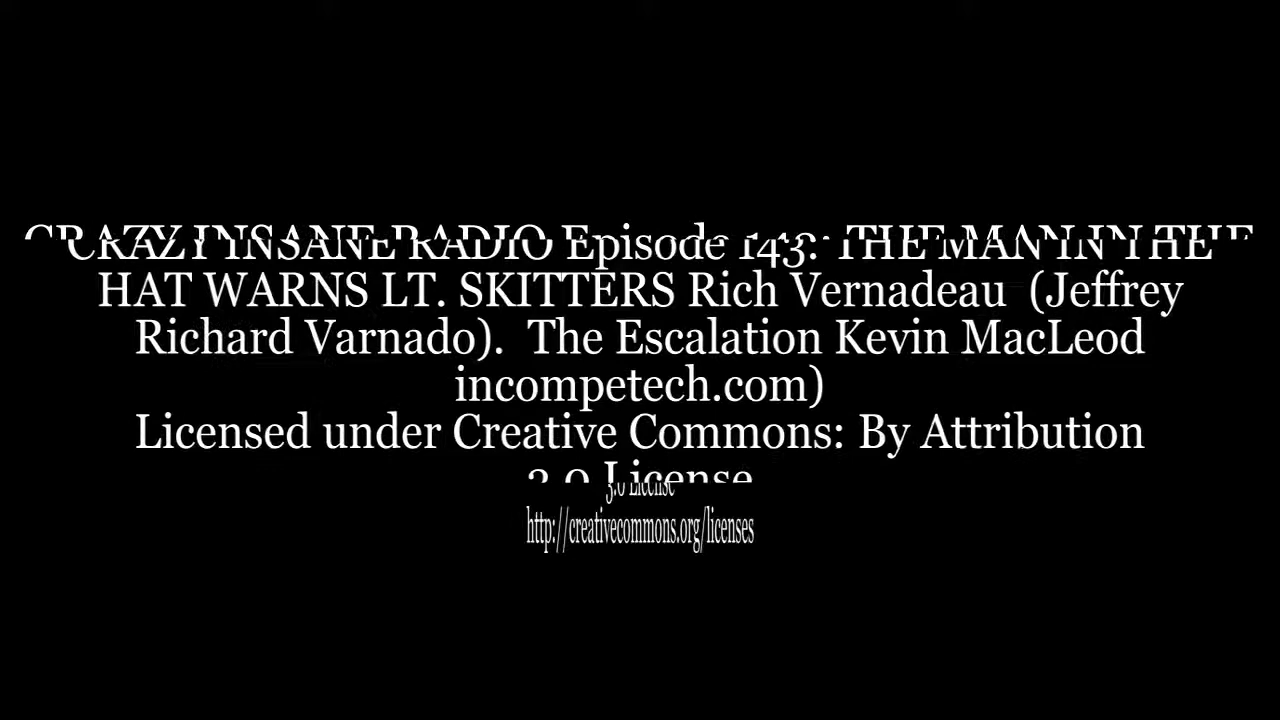 CRAZY INSANE RADIO Episode 143: THE MAN IN THE
HAT WARNS LT. SKITTERS Rich Vernadeau  (Jeffrey
Richard Varnado).  The Escalation Kevin MacLeod
incompetech.com)
Licensed under Creative Commons: By Attribution
3.0 License
http://creativecommons.org/licenses